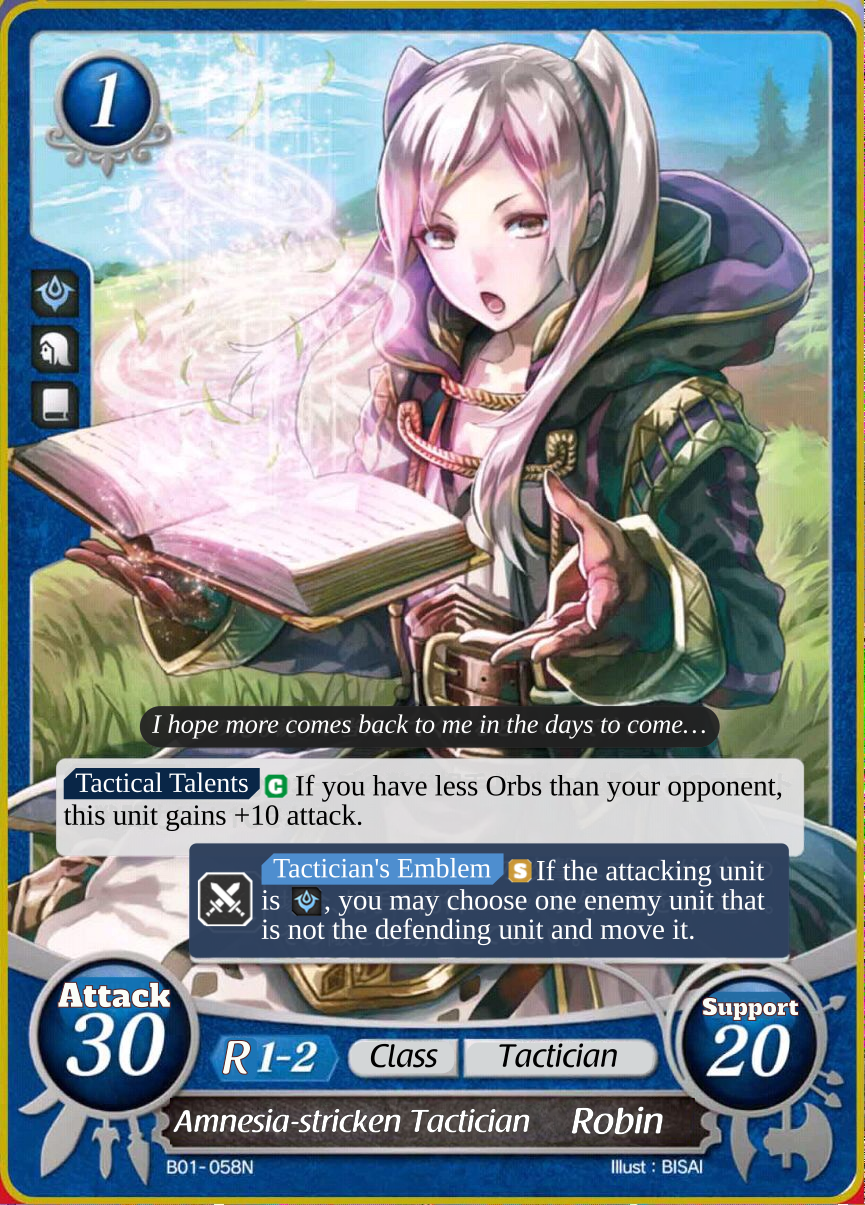 1
I hope more comes back to me in the days to come…
Tactical Talents C If you have less Orbs than your opponent,
this unit gains +10 attack.
Tactician's Emblem S If the attacking unit
is , you may choose one enemy unit that
is not the defending unit and move it.
Attack
30
R 1-2
Class
Tactician
Support
20
Amnesia-stricken Tactician Robin
B01-058N
Illust : BISAI